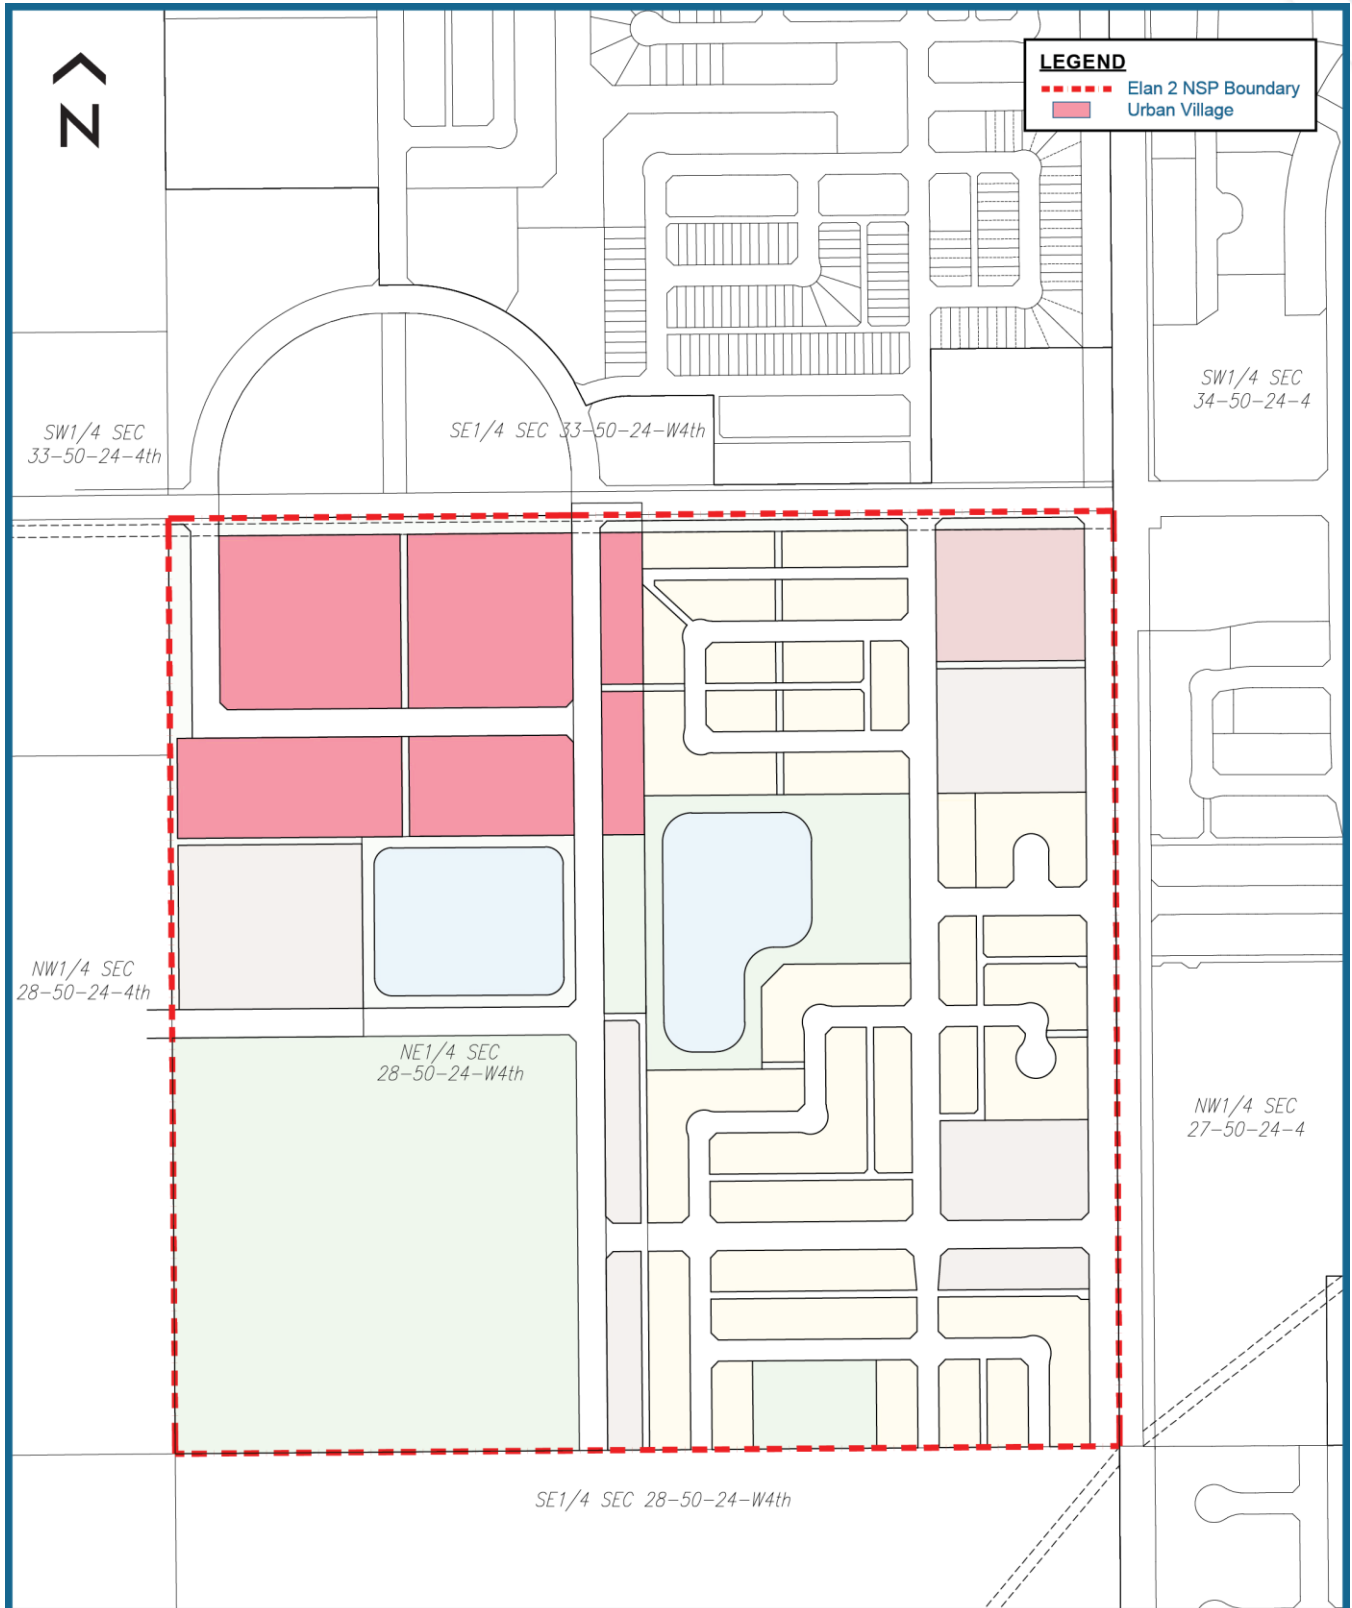 N
LEGEND
Elan 2 NSP Boundary
Urban Village
SW1/4 SEC
34-50-24-4
SW1/4 SEC
33-50-24-4th
SE1/4 SEC 33-50-24-W4th
NW1/4 SEC
28-50-24-4th
NE1/4 SEC
28-50-24-W4th
NW1/4 SEC
27-50-24-4
SE1/4 SEC 28-50-24-W4th